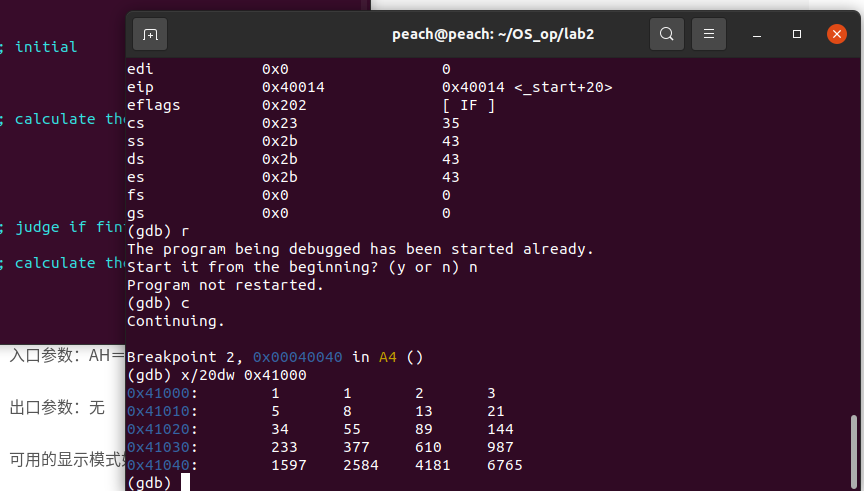 peach@peach: ~/OS_op/lab2
; initial
; calculate the
; judge if fin
; calculate the
入口参数：AH＝
出口参数：无
可用的显示模式
edi 0x0 0
eip 0x40014 0x40014 <_start+20>
eflags 0x202 [ IF ]
cs 0x23 35
ss 0x2b 43
ds 0x2b 43
es 0x2b 43
fs 0x0 0
gs 0x0 0
(gdb) r
The program being debugged has been started already.
Start it from the beginning? (y or n) n
Program not restarted.
(gdb) c
Continuing.
Breakpoint 2, 0x00040040 in A4 ()
(gdb) x/20dw 0x41000
0x41000: 1 1 2 3
0x41010: 5 8 13 21
0x41020: 34 55 89 144
0x41030: 233 377 610 987
0x41040: 1597 2584 4181 6765
(gdb)